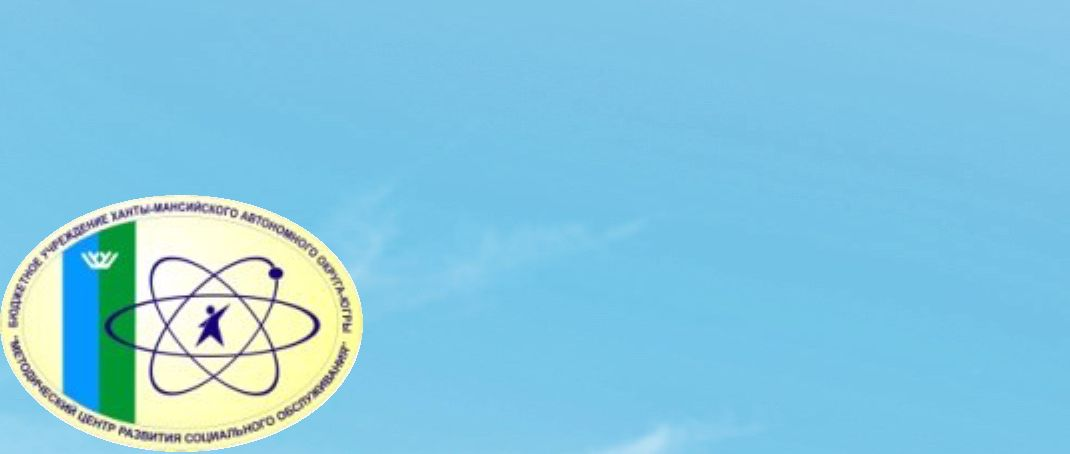 БЮДЖЕТНОЕ УЧРЕЖДЕНИЕ ХАНТЫ-МАНСИЙСКОГО АВТОНОМНОГО ОКРУГА-ЮГРЫ
"МЕТОДИЧЕСКИЙ ЦЕНТР РАЗВИТИЯ СОЦИАЛЬНОГО ОБСЛУЖИВАНИЯ"